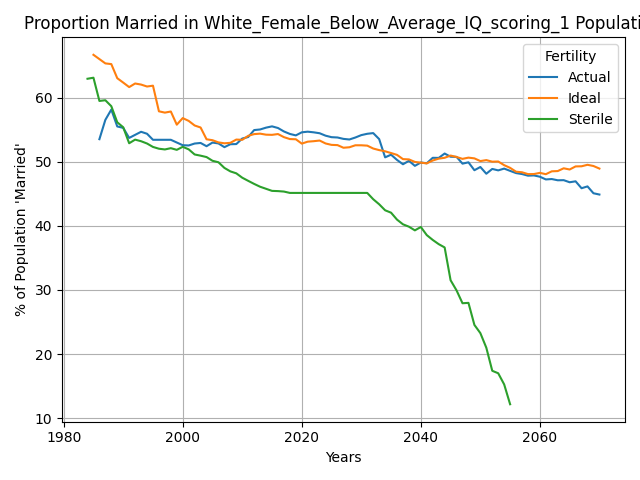 Proportion Married in White_Female_Below_Average_IQ_scoring_1 Populati
Fertility
Actual
Ideal
Sterile
% of Population 'Married'
60
50
40
30
20
10
1980
2000
2020
2040
2060
Years